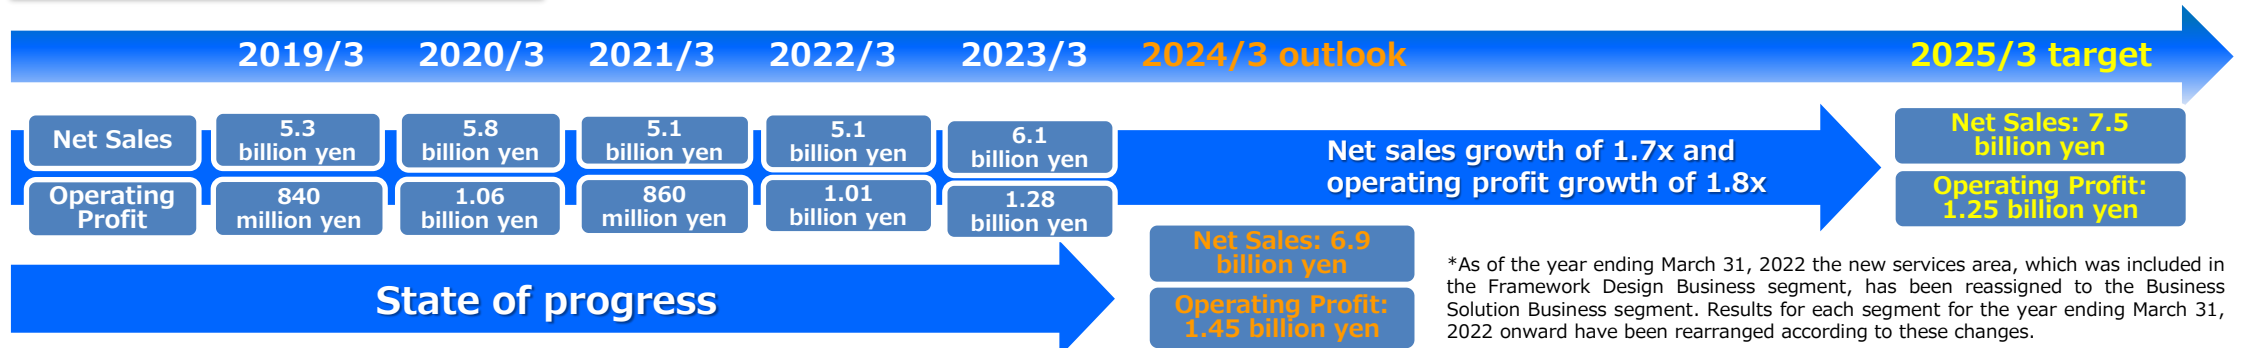 2019/3 2020/3 2021/3 2022/3 2023/3 2024/3 outlook 2025/3 target
Net Sales
5.3
billion yen
5.8
billion yen
5.1
billion yen
5.1
billion yen
6.1
billion yen
Operating
Profit
840
million yen
1.06
billion yen
860
million yen
1.01
billion yen
1.28
billion yen
Net sales growth of 1.7x and
operating profit growth of 1.8x
Net Sales: 7.5
billion yen
Operating Profit:
1.25 billion yen
State of progress
Net Sales: 6.9
billion yen
Operating Profit:
1.45 billion yen
*As of the year ending March 31, 2022 the new services area, which was included in
the Framework Design Business segment, has been reassigned to the Business
Solution Business segment. Results for each segment for the year ending March 31,
2022 onward have been rearranged according to these changes.